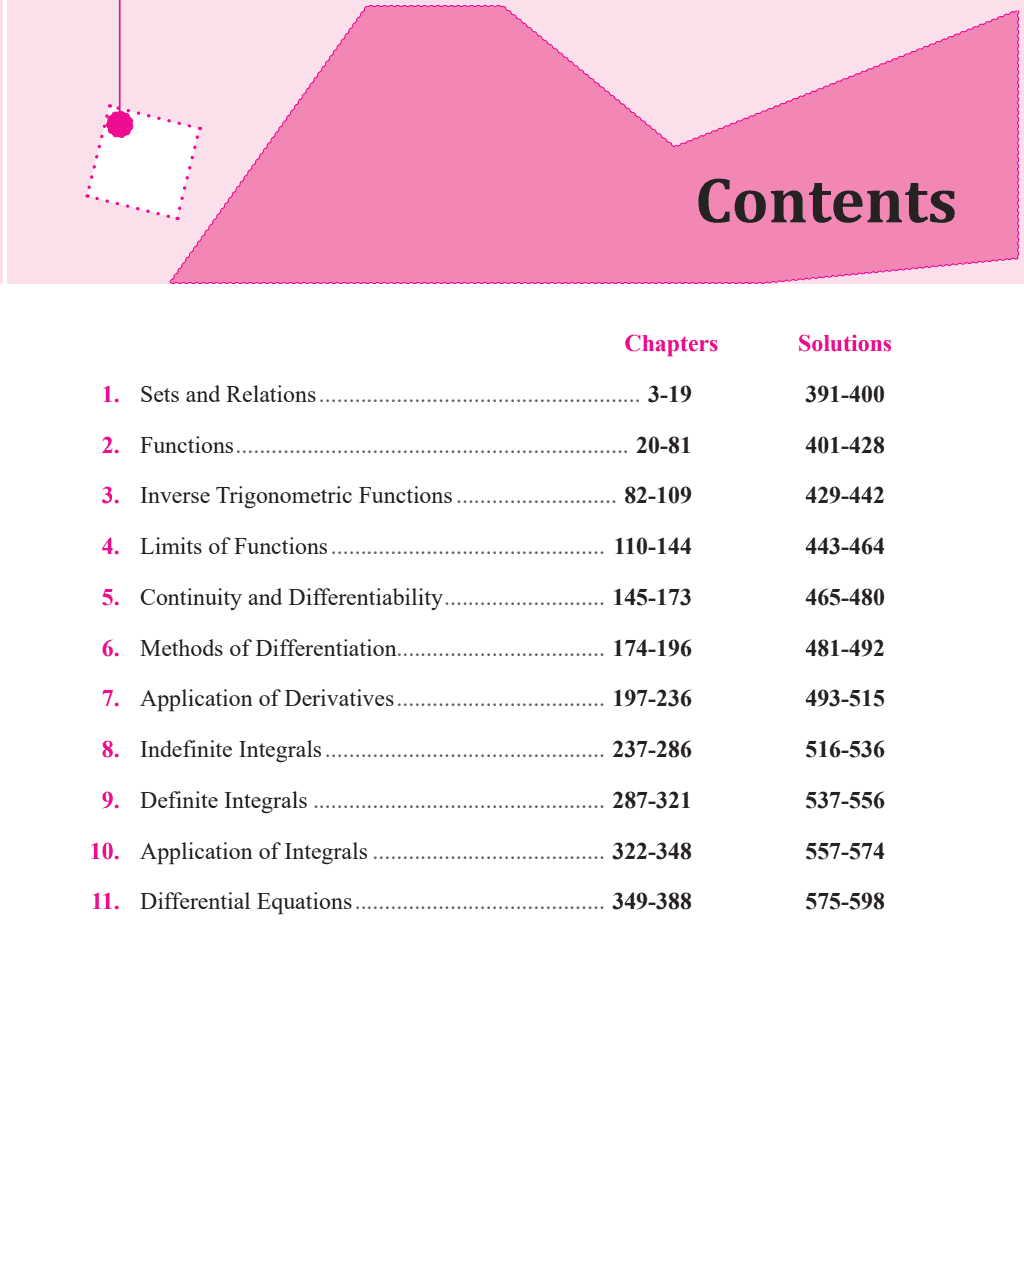 Contents
Chapters Solutions
1. Sets and Relations ...................................................... 3-19 391-400
2. Functions.................................................................. 20-81 401-428
3. Inverse Trigonometric Functions ........................... 82-109 429-442
4. Limits of Functions .............................................. 110-144 443-464
5. Continuity and Differentiability........................... 145-173 465-480
6. Methods of Differentiation................................... 174-196 481-492
7. Application of Derivatives ................................... 197-236 493-515
8. Indefinite Integrals ............................................... 237-286 516-536
9. Definite Integrals ................................................. 287-321 537-556
10. Application of Integrals ....................................... 322-348 557-574
11. Differential Equations .......................................... 349-388 575-598